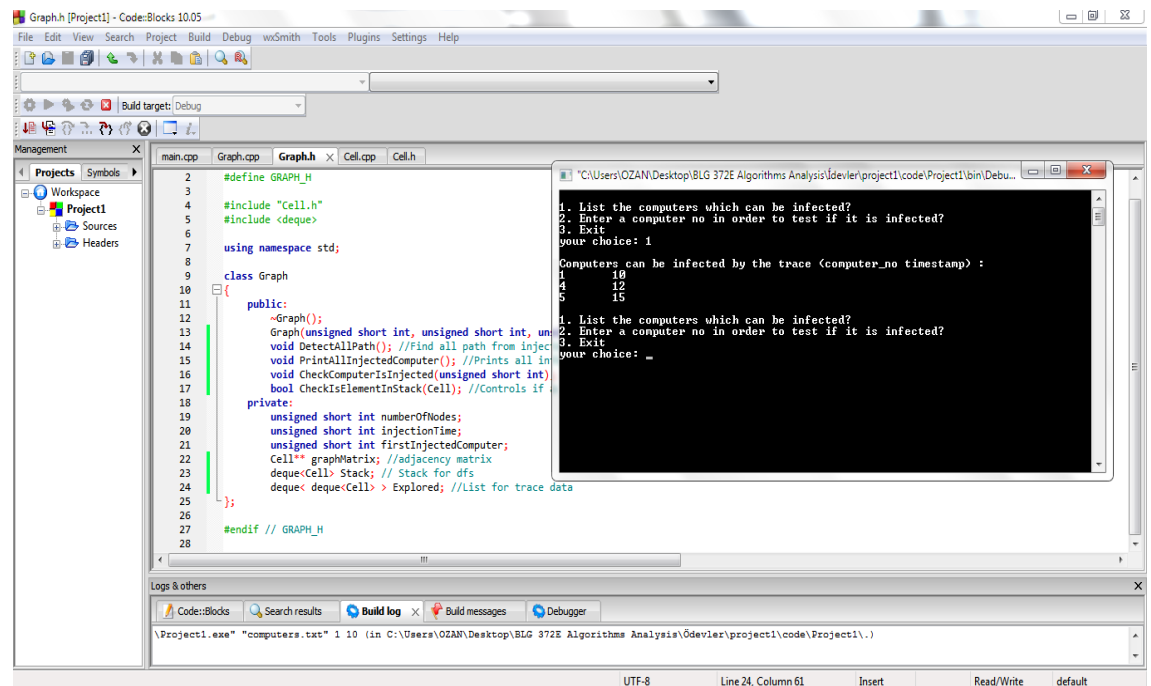 Graph.h [Project1] - Code::Blocks 10.05
File Edit View Search Project Build Debug wxSmith Tools Plugins Settings Help
Build target: Debug
Management X
Projects Symbols
Workspace
Project1
Sources
Headers
main.cpp Graph.cpp Graph.h X Cell.cpp Cell.h
2 #define GRAPH_H
3
4 #include "Cell.h"
5 #include <deque>
6
7 using namespace std;
8
9 class Graph
10 {
11 public:
12 ~Graph();
13 Graph(unsigned short int, unsigned short int, uns
14 void DetectAllPath(); //Find all path from inject
15 void PrintAllInjectedComputer(); //Prints all in
16 void CheckComputerIsInjected(unsigned short int)
17 bool CheckIsElementInStack(Cell); //Controls if
18 private:
19 unsigned short int numberOfNodes;
20 unsigned short int injectionTime;
21 unsigned short int firstInjectedComputer;
22 Cell** graphMatrix; //adjacency matrix
23 deque<Cell> Stack; // Stack for dfs
24 deque< deque<Cell> > Explored; //List for trace data
25 };
26
27 #endif // GRAPH_H
28
"C:\Users\OZAN\Desktop\BLG 372E Algorithms Analysis\İdevler\project1\code\Project1\bin\Debu...
1. List the computers which can be infected?
2. Enter a computer no in order to test if it is infected?
3. Exit
your choice: 1
Computers can be infected by the trace (computer_no timestamp) :
1 10
4 12
5 15
1. List the computers which can be infected?
2. Enter a computer no in order to test if it is infected?
3. Exit
your choice: _
Logs & others X
Code::Blocks Search results Build log X Build messages Debugger
\Project1.exe" "computers.txt" 1 10 (in C:\Users\OZAN\Desktop\BLG 372E Algorithms Analysis\Ödevler\project1\code\Project1\.)
UTF-8 Line 24, Column 61 Insert Read/Write default